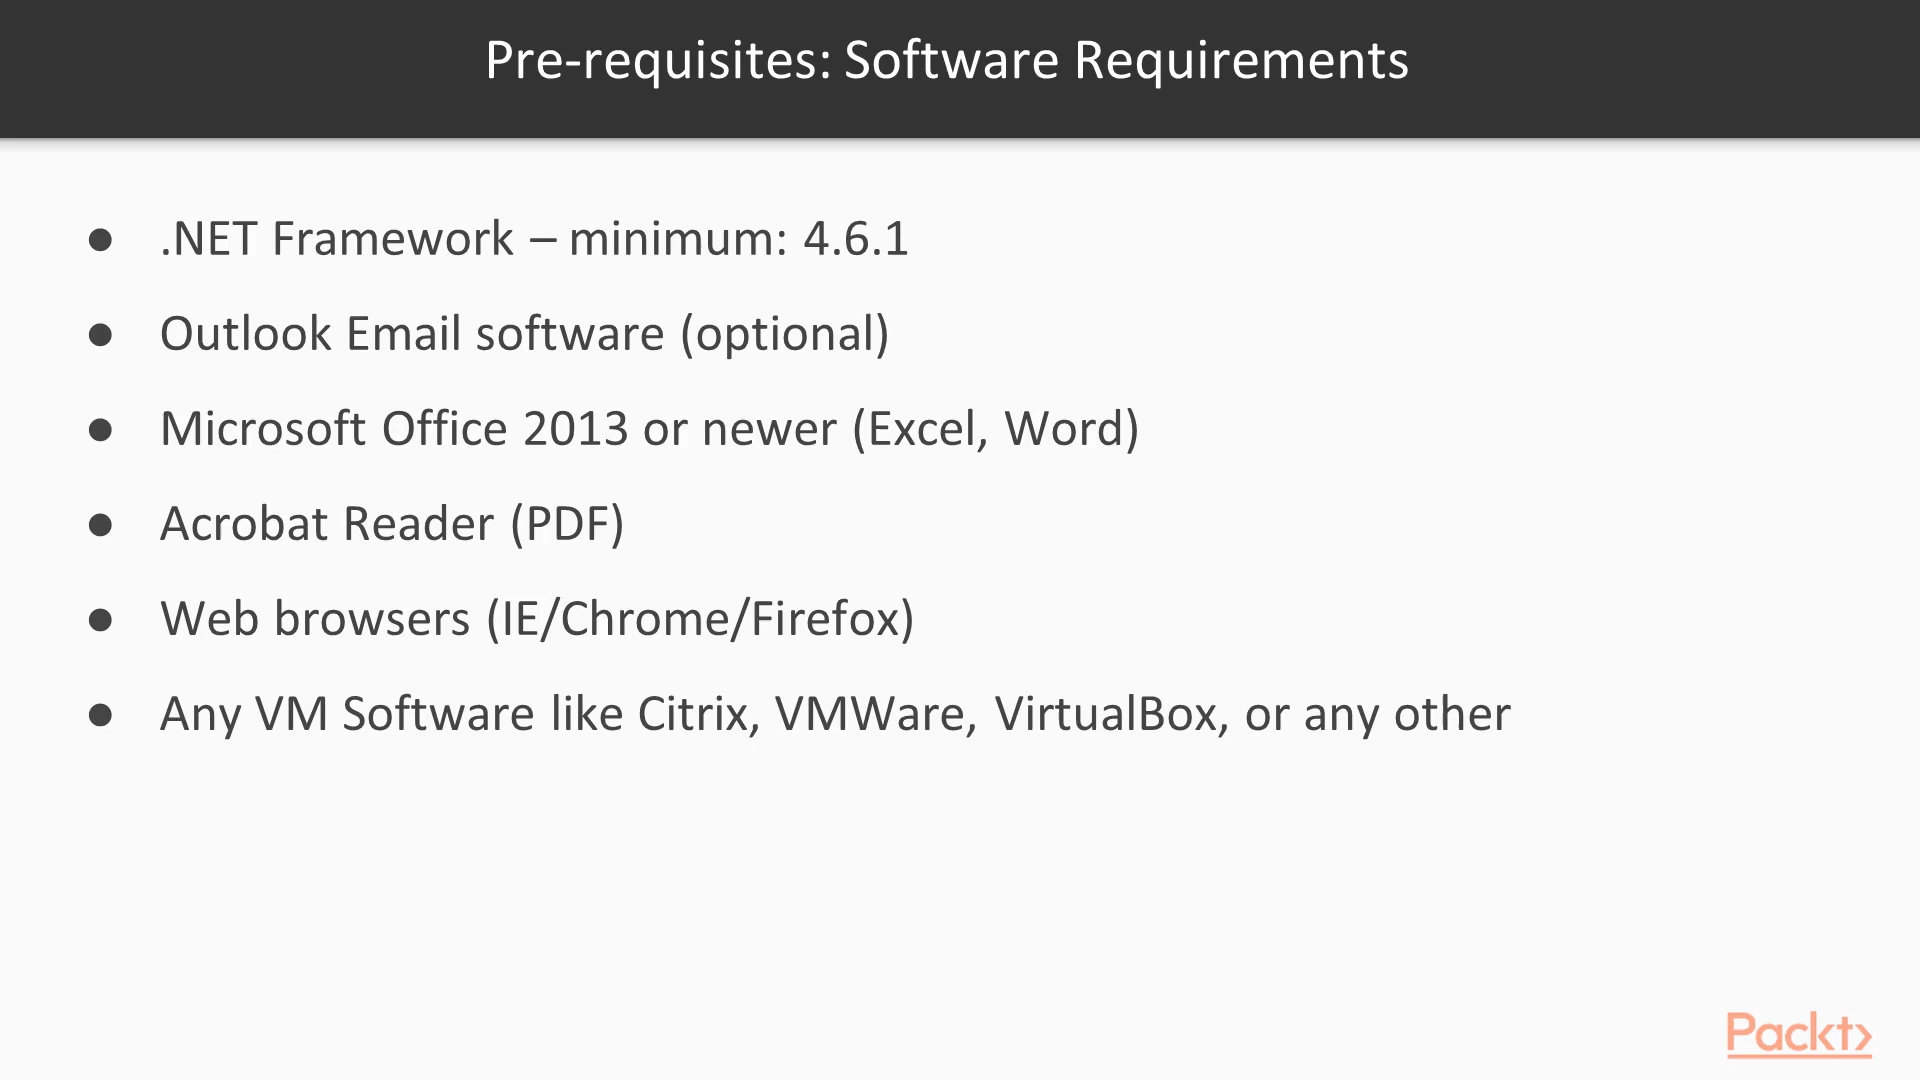 Pre-requisites: Software Requirements
● .NET Framework – minimum: 4.6.1
● Outlook Email software (optional)
● Microsoft Office 2013 or newer (Excel, Word)
● Acrobat Reader (PDF)
● Web browsers (IE/Chrome/Firefox)
● Any VM Software like Citrix, VMWare, VirtualBox, or any other
Packt>